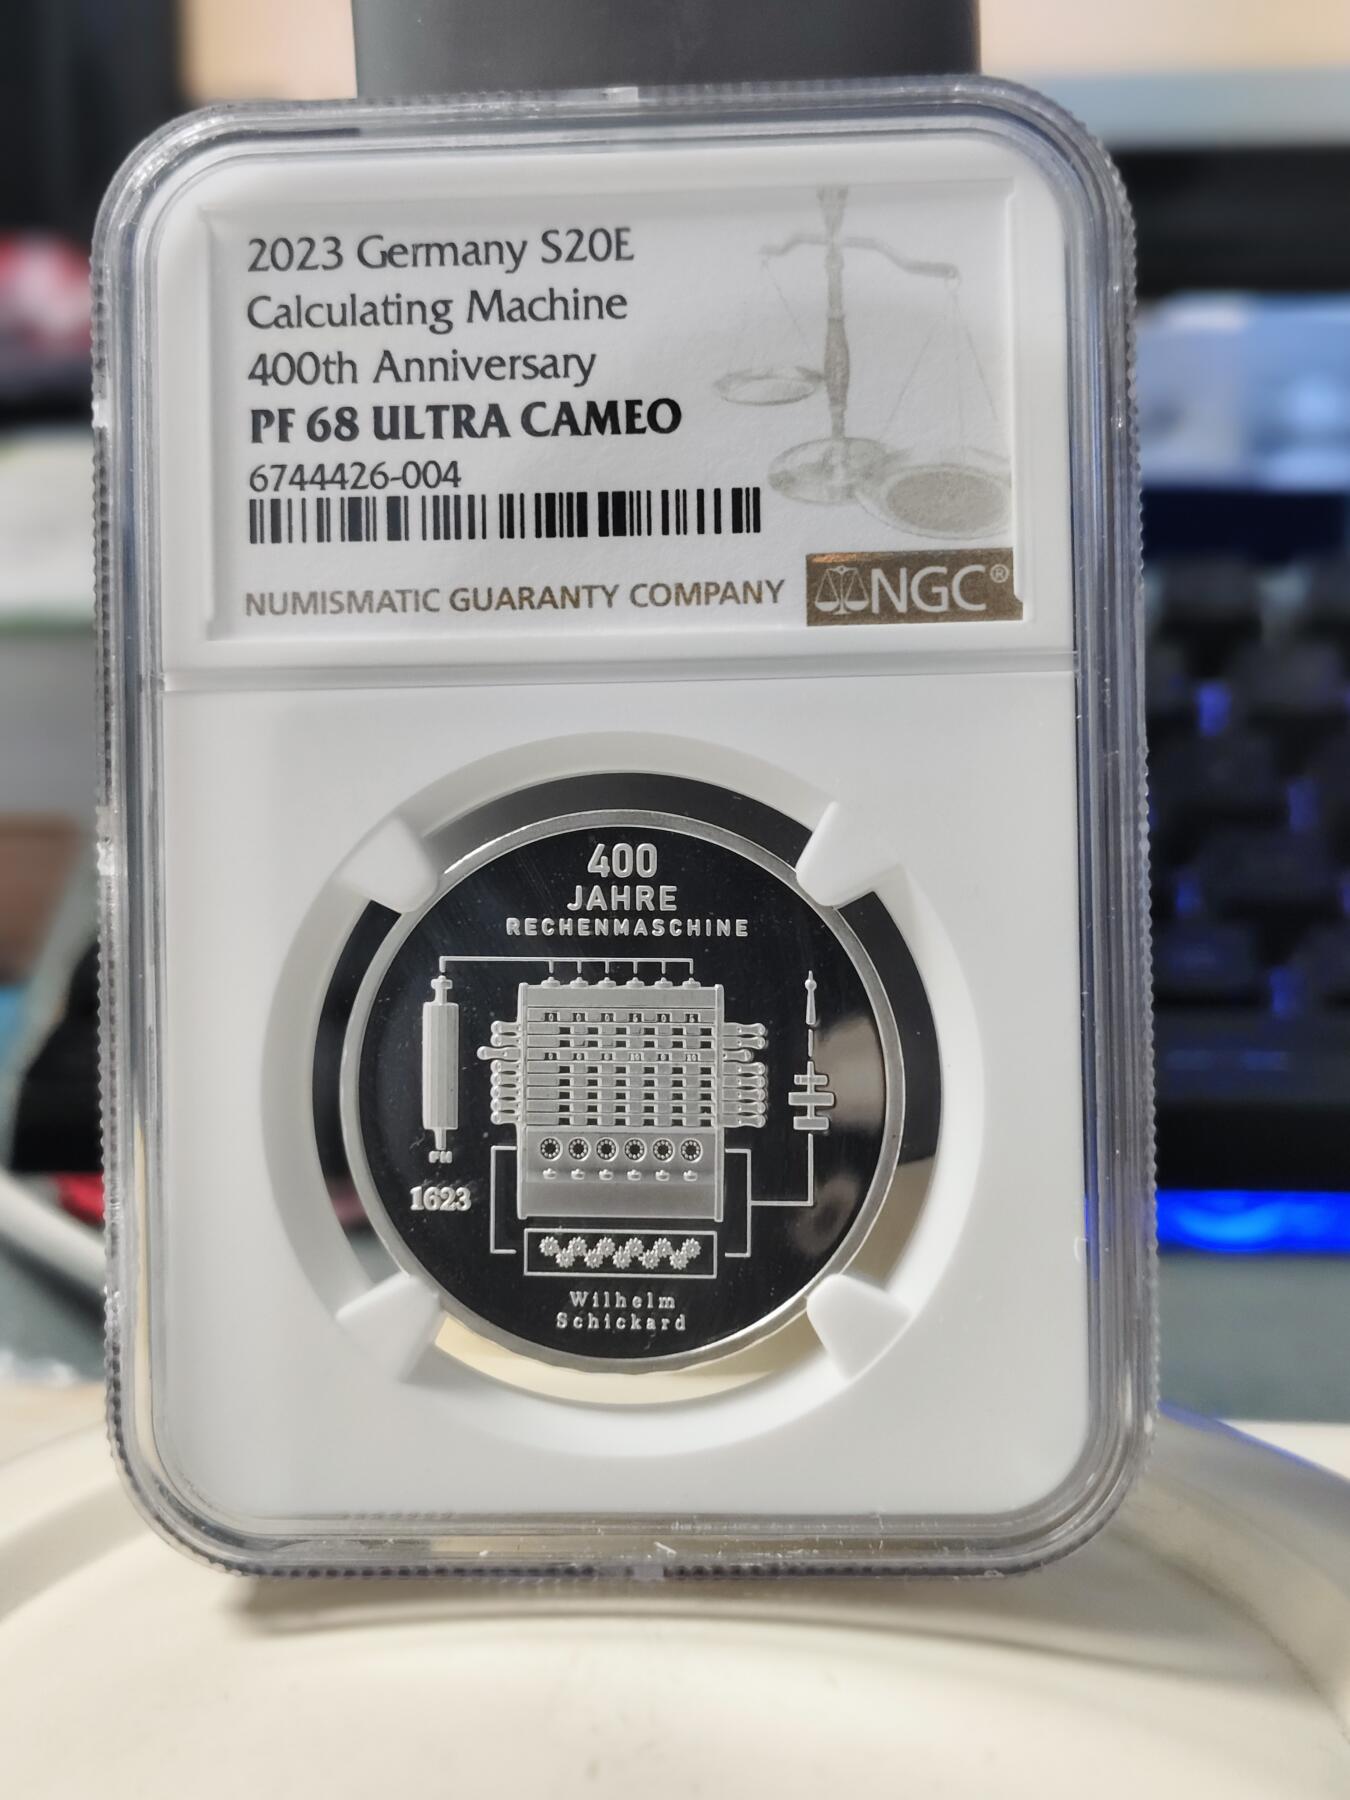 2023 Germany S20E
Calculating Machine
400th Anniversary
PF 68 ULTRA CAMEO
6744426-004
NUMISMATIC GUARANTY COMPANY
NGC®
400
JAHRE
RECHENMASCHINE
1623
Wilhelm
Schickard